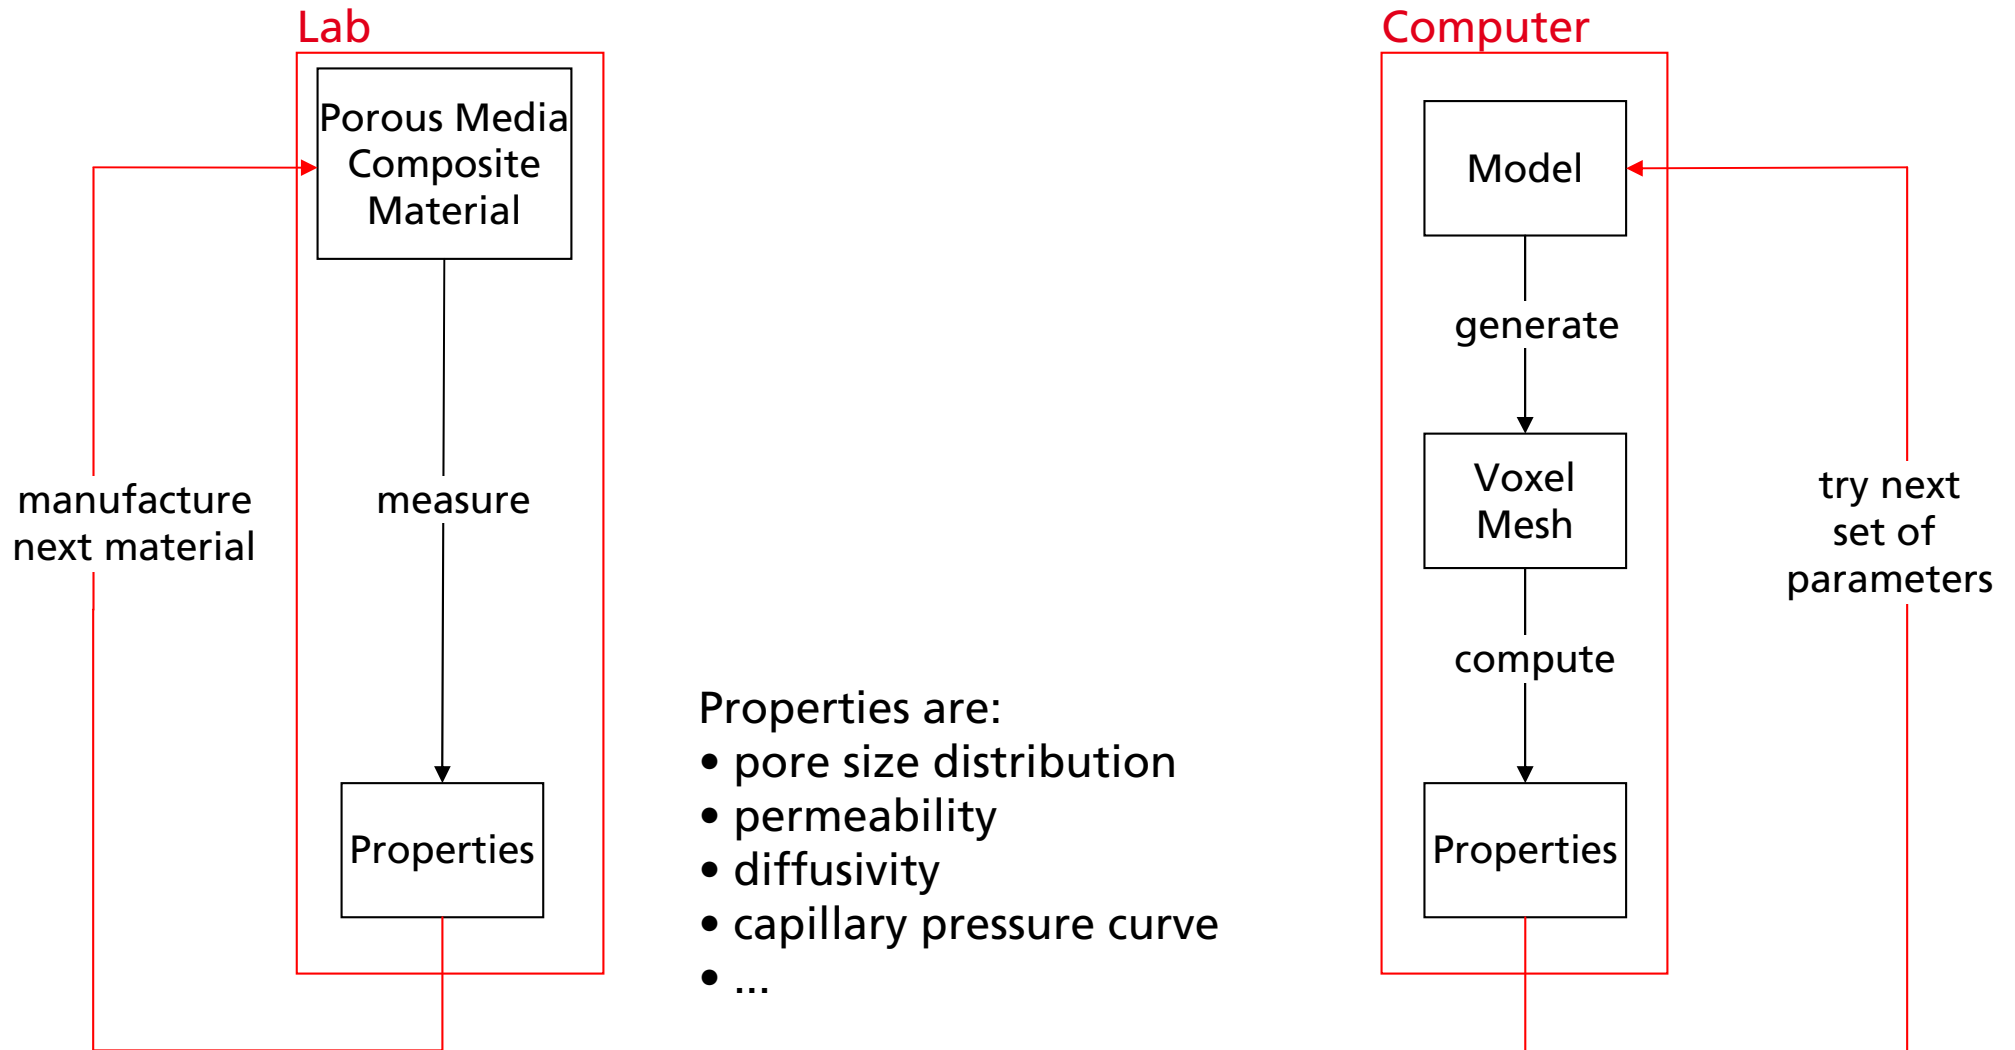 Lab
Porous Media
Composite
Material
manufacture
next material
measure
Properties
Properties are:
• pore size distribution
• permeability
• diffusivity
• capillary pressure curve
• ...
Computer
Model
generate
Voxel
Mesh
compute
Properties
try next
set of
parameters